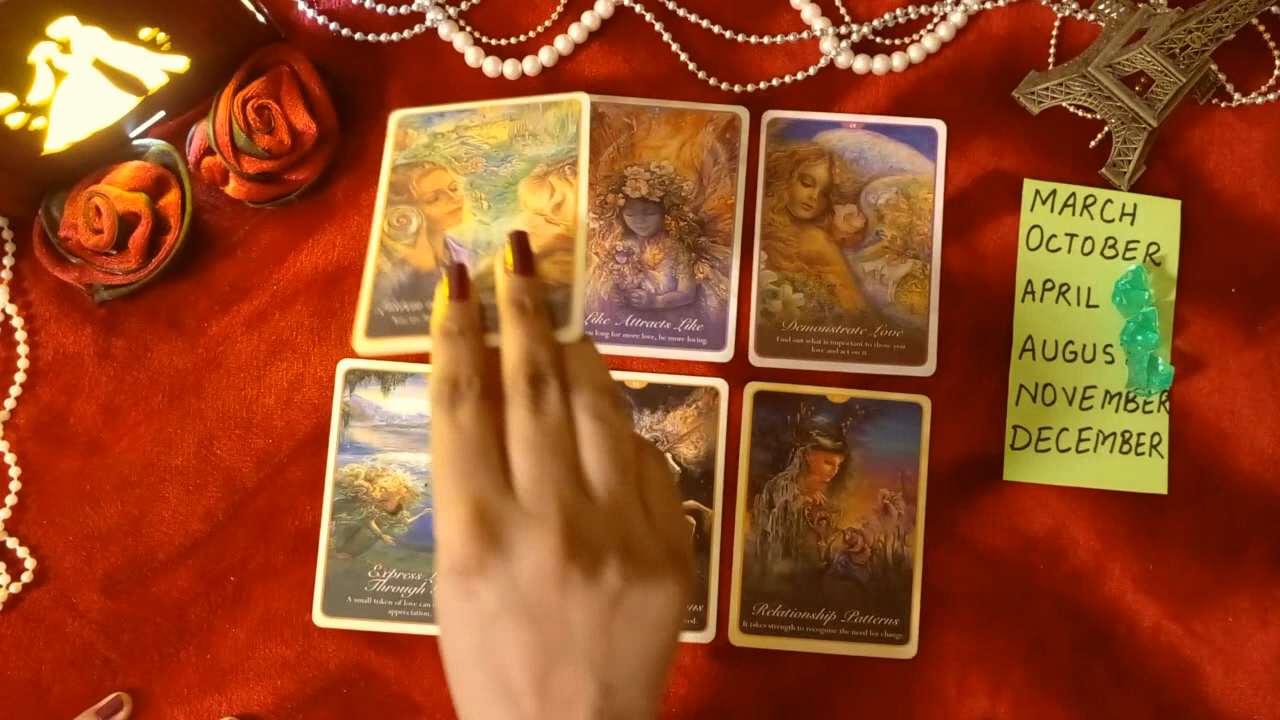 Like Attracts Like
you long for more love, be more loving.
Demonstrate Love
Find out what is important to those you
love and act on it.
MARCH
OCTOBER
APRIL
AUGUS
NOVEMBER
DECEMBER
Express
Through
A small token of love can
appreciation.
Relationship Patterns
It takes strength to recognize the need for change.